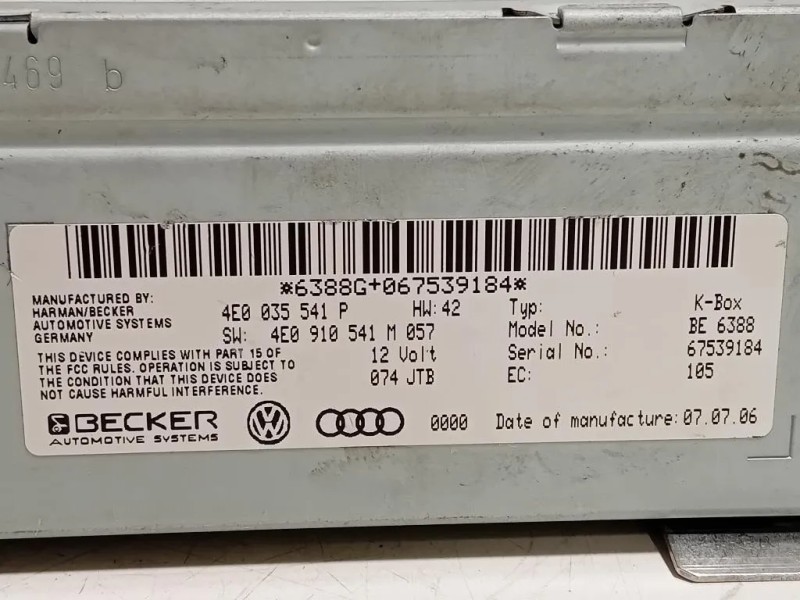 469 b
*6388G+067539184*
MANUFACTURED BY:
HARMAN/BECKER
AUTOMOTIVE SYSTEMS
GERMANY
4E0 035 541 P HW: 42
SW: 4E0 910 541 M 057
12 Volt
074 JTB
Typ: K-Box
Model No.: BE 6388
Serial No.: 67539184
EC: 105
THIS DEVICE COMPLIES WITH PART 15 OF
THE FCC RULES. OPERATION IS SUBJECT TO
THE CONDITION THAT THIS DEVICE DOES
NOT CAUSE HARMFUL INTERFERENCE.
BECKER
AUTOMOTIVE SYSTEMS
0000 Date of manufacture: 07.07.06